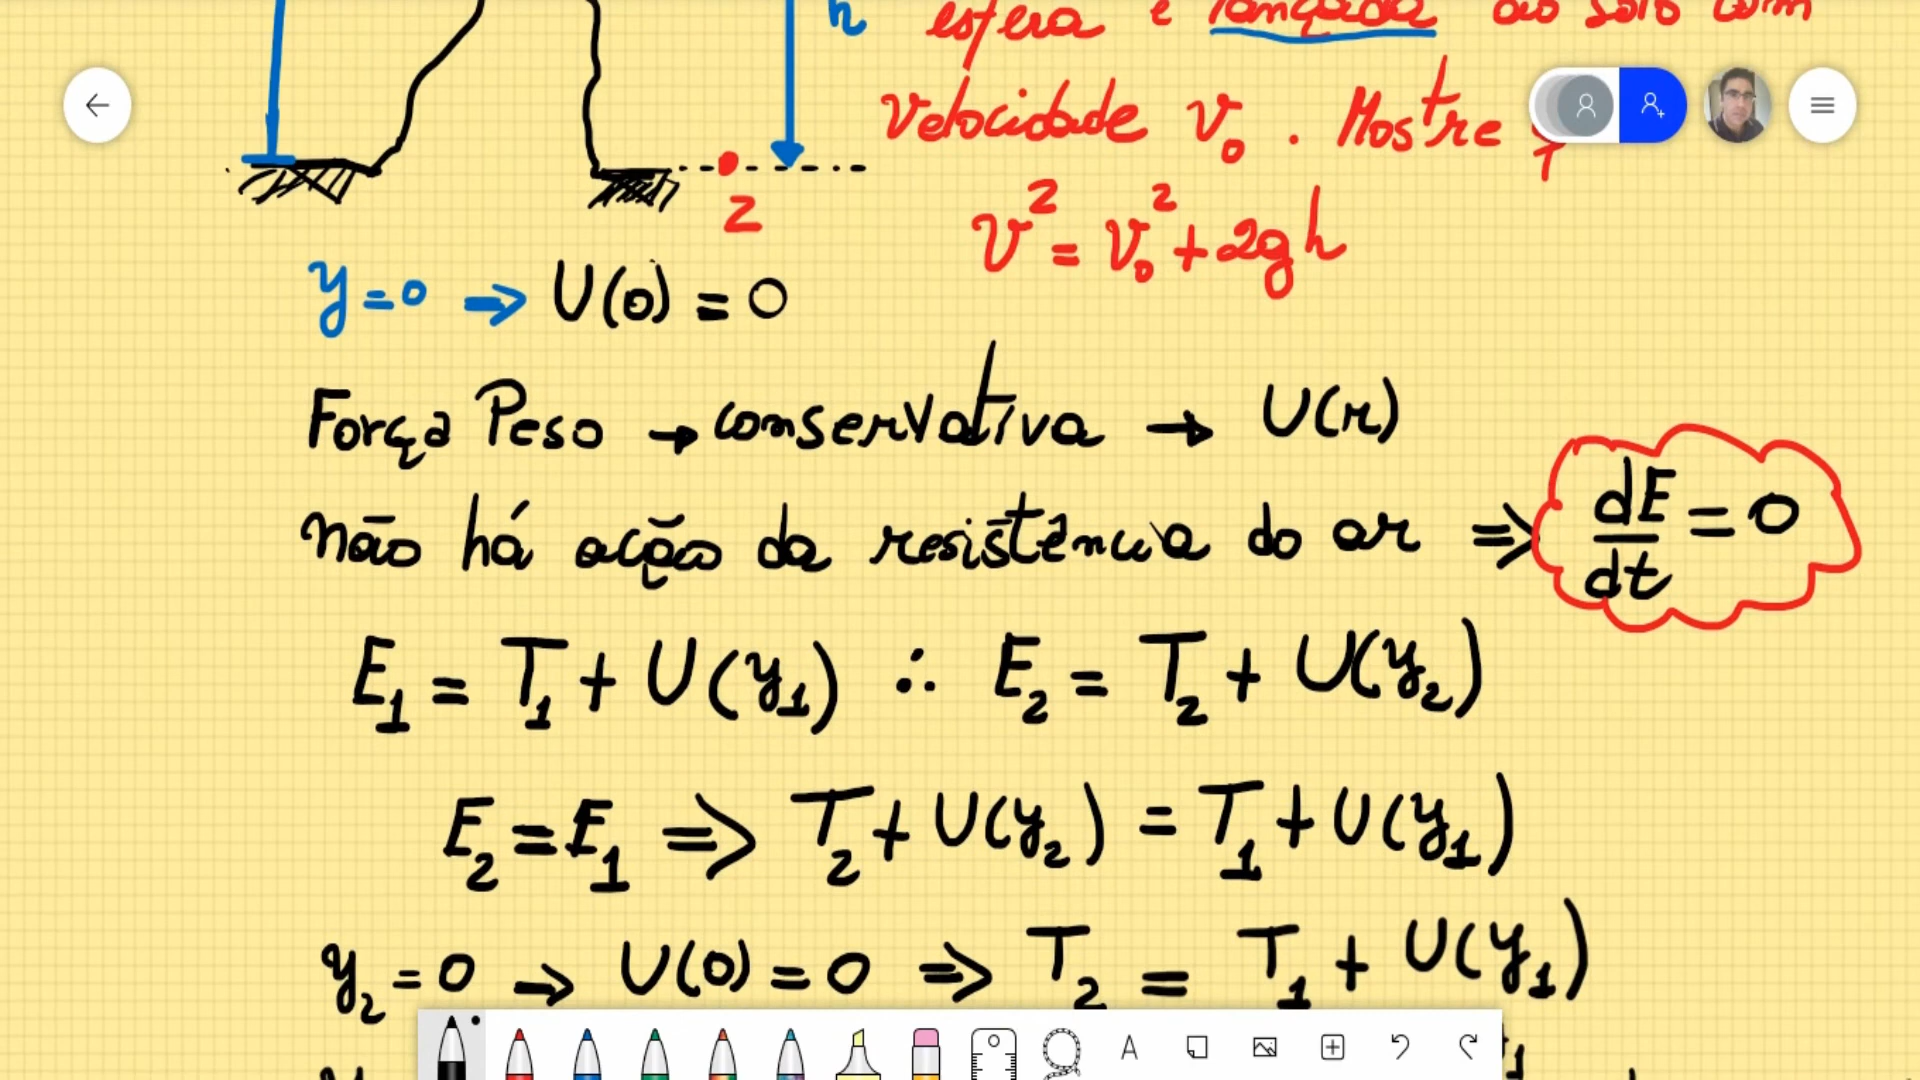 h
esfera é lançada ao solo com
velocidade v₀ . Mostre q
2
v² = v₀² + 2gh
y=0 → U(0) = 0
Força Peso → conservativa → U(r)
não há ação da resistência do ar ⇒ dE/dt = 0
E₁ = T₁ + U(y₁) ∴ E₂ = T₂ + U(y₂)
E₂ = E₁ ⇒ T₂ + U(y₂) = T₁ + U(y₁)
y₂ = 0 → U(0) = 0 ⇒ T₂ = T₁ + U(y₁)
A